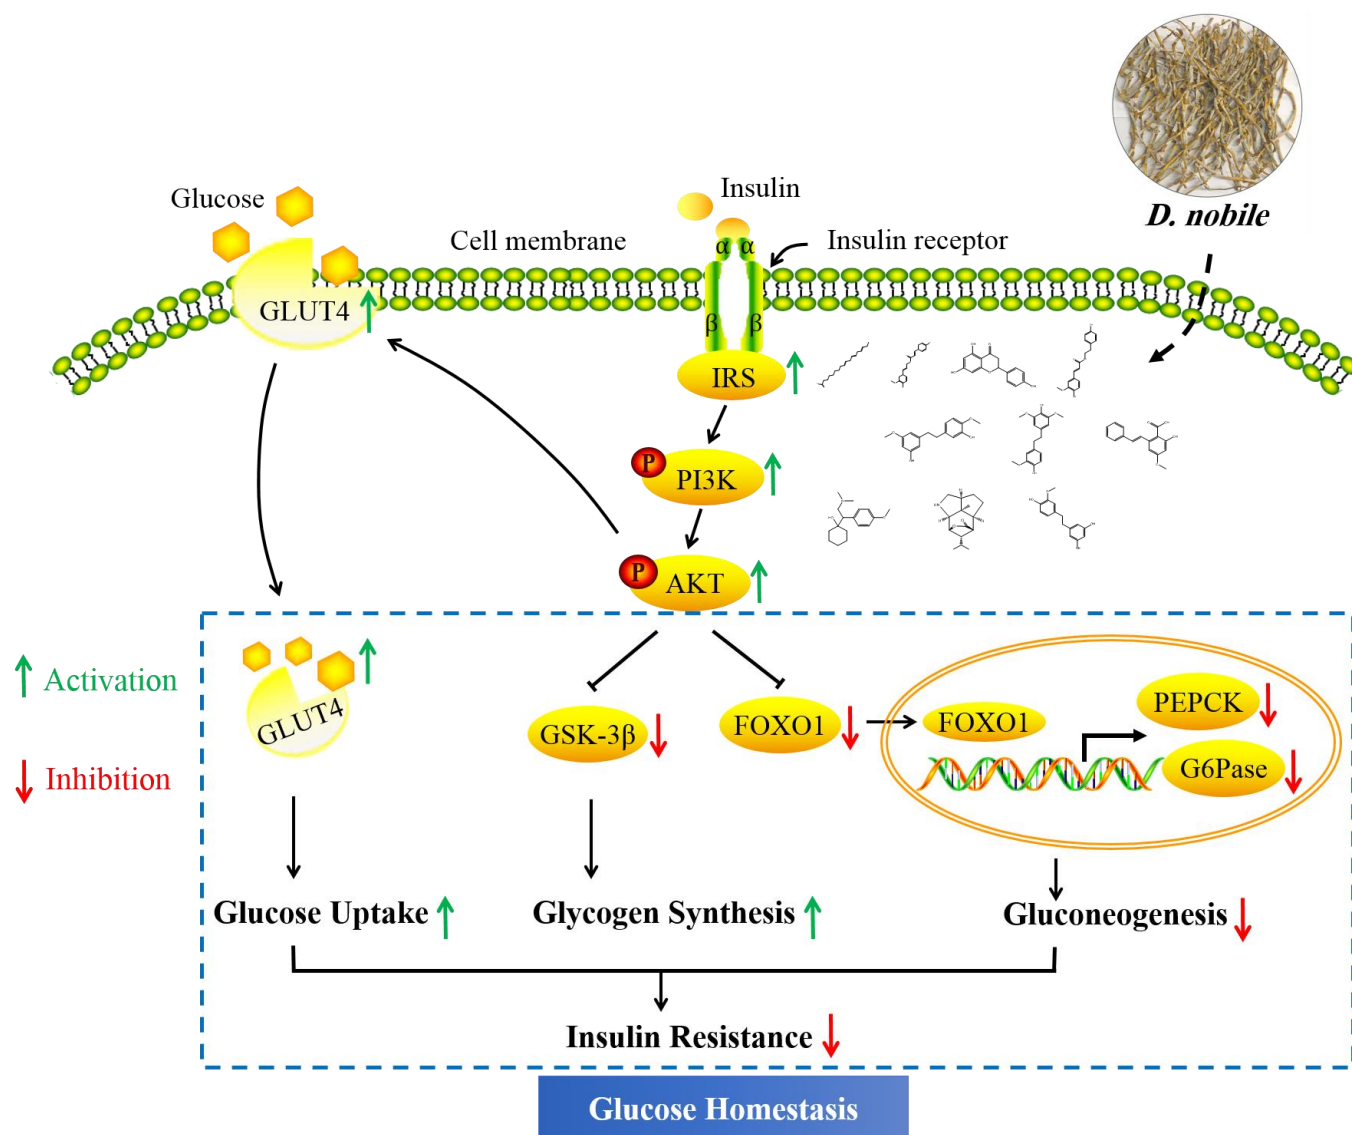 D. nobile
Insulin
Glucose
Cell membrane
Insulin receptor
α α
GLUT4
β β
IRS
P
PI3K
P
AKT
Activation
Inhibition
GLUT4
GSK-3β
FOXO1
FOXO1
PEPCK
G6Pase
Glucose Uptake
Glycogen Synthesis
Gluconeogenesis
Insulin Resistance
Glucose Homestasis